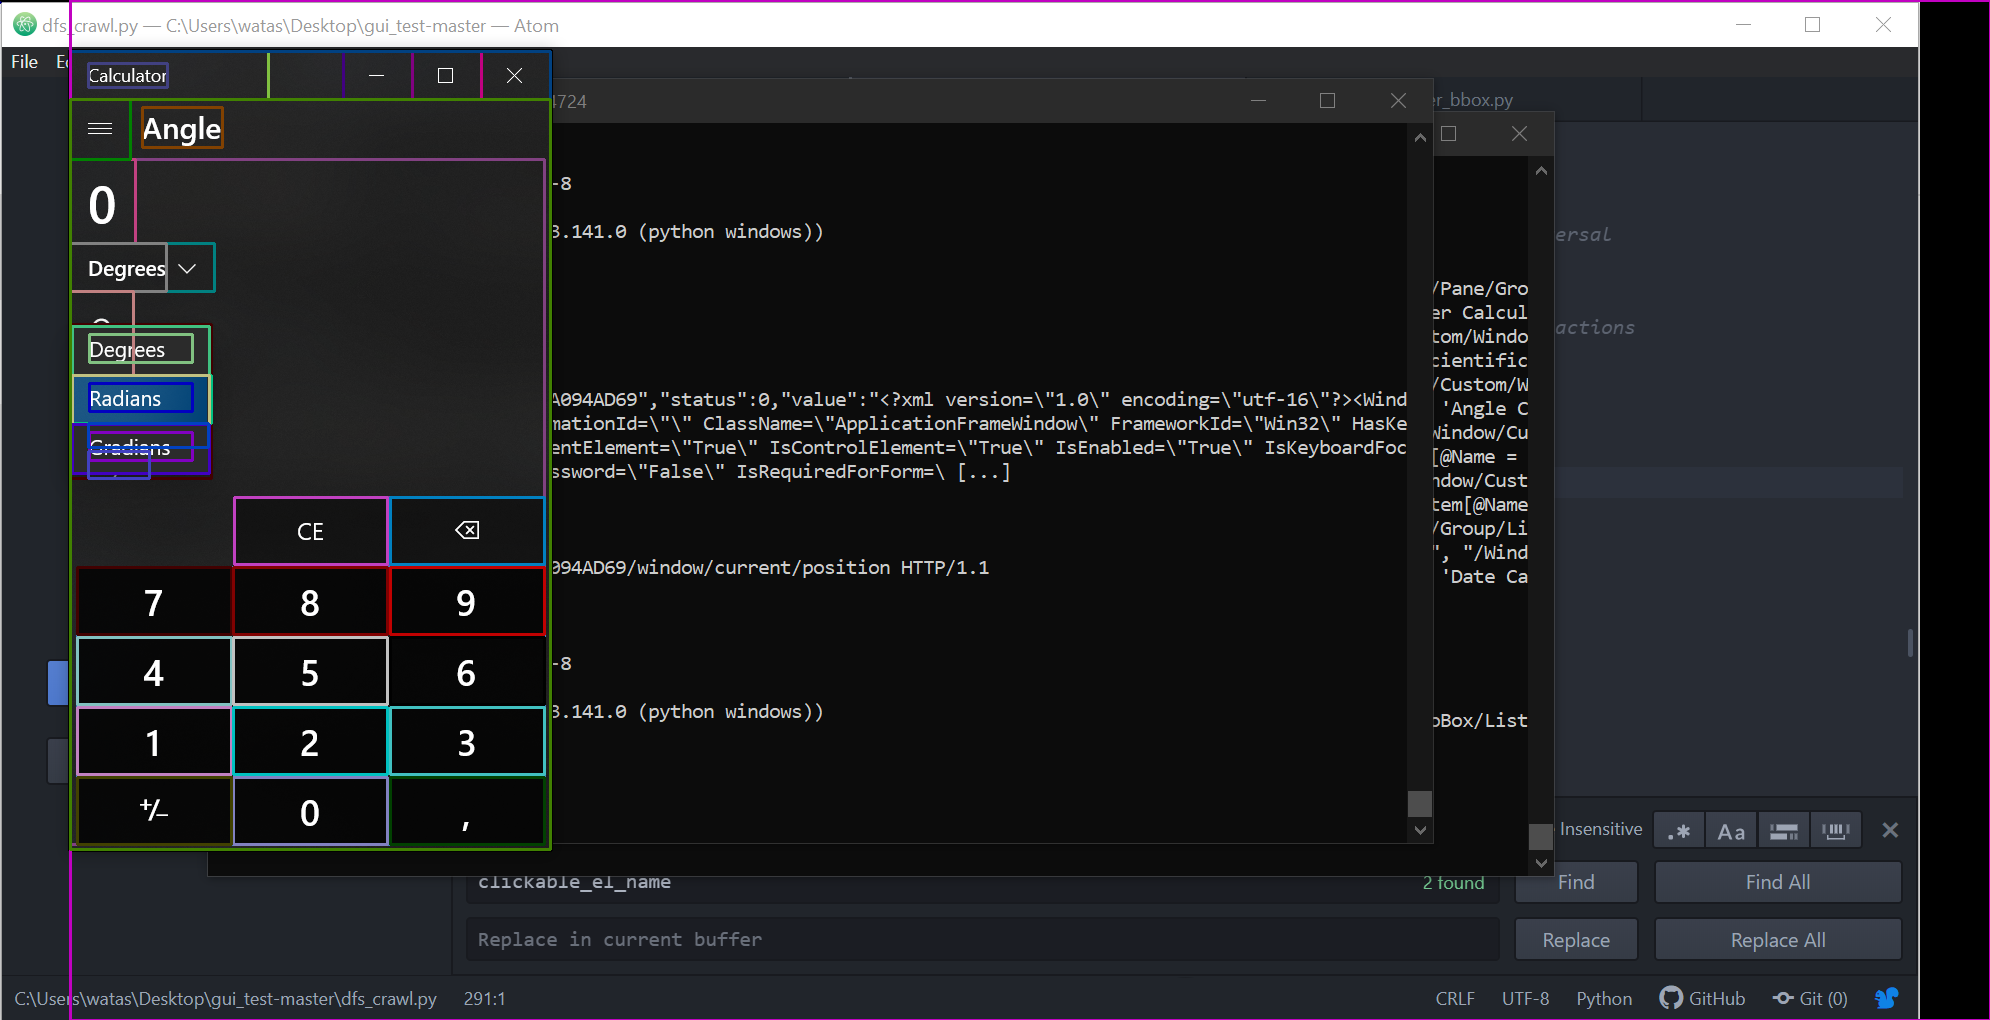 dfs_crawl.py — C:\Users\watas\Desktop\gui_test-master — Atom
File
Calculator
Angle
0
Degrees
Degrees
Radians
Gradians
CE
7 8 9
4 5 6
1 2 3
+/− 0 ,
4724
-8
3.141.0 (python windows))
A094AD69","status":0,"value":"<?xml version=\"1.0\" encoding=\"utf-16\"?><Wind
mationId=\"\" ClassName=\"ApplicationFrameWindow\" FrameworkId=\"Win32\" HasKe
entElement=\"True\" IsControlElement=\"True\" IsEnabled=\"True\" IsKeyboardFoc
ssword=\"False\" IsRequiredForForm=\ [...]
094AD69/window/current/position HTTP/1.1
-8
3.141.0 (python windows))
er_bbox.py
/Pane/Gro
er Calcul
tom/Windo
cientific
/Custom/W
'Angle C
Window/Cu
[@Name =
ndow/Cust
tem[@Name
/Group/Li
", "/Wind
'Date Ca
oBox/List
ersal
actions
Insensitive
.* Aa
clickable_el_name
2 found
Find
Find All
Replace in current buffer
Replace
Replace All
C:\Users\watas\Desktop\gui_test-master\dfs_crawl.py 291:1
CRLF UTF-8 Python GitHub Git (0)